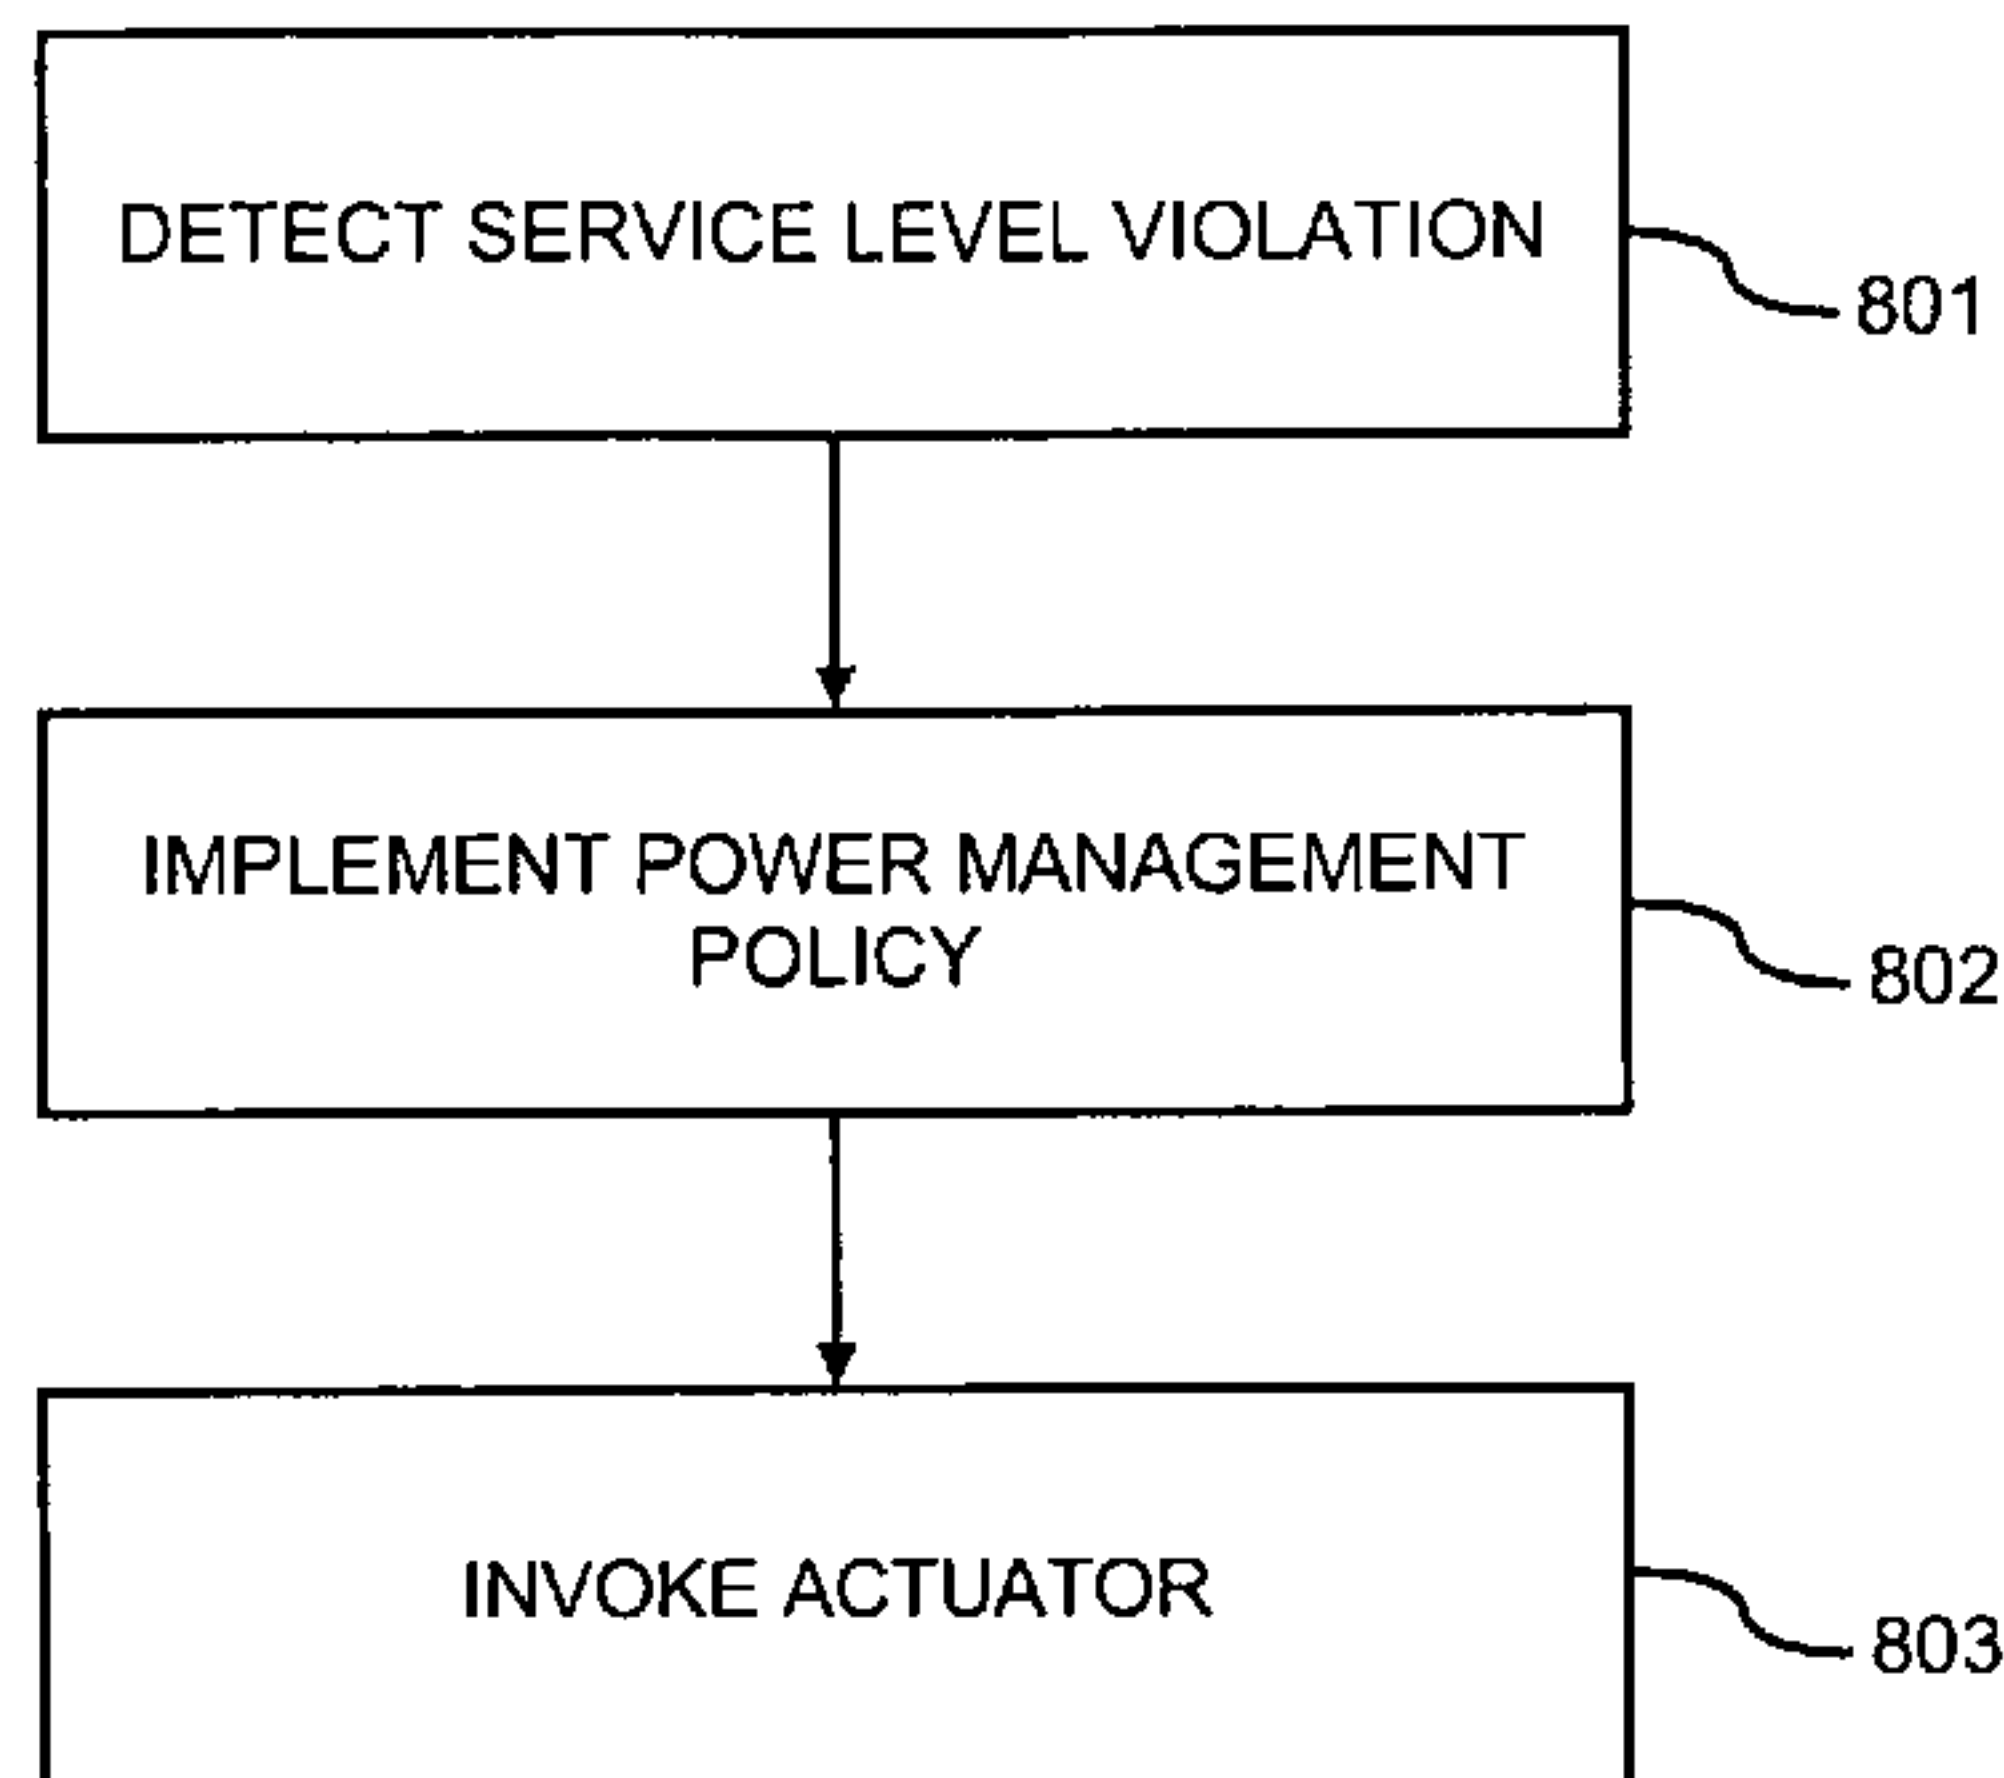 DETECT SERVICE LEVEL VIOLATION
801
IMPLEMENT POWER MANAGEMENT
POLICY
802
INVOKE ACTUATOR
803